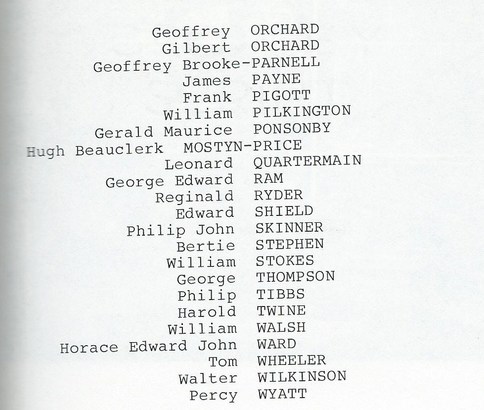 Geoffrey ORCHARD
Gilbert ORCHARD
Geoffrey Brooke-PARNELL
James PAYNE
Frank PIGOTT
William PILKINGTON
Gerald Maurice PONSONBY
Hugh Beauclerk MOSTYN-PRICE
Leonard QUARTERMAIN
George Edward RAM
Reginald RYDER
Edward SHIELD
Philip John SKINNER
Bertie STEPHEN
William STOKES
George THOMPSON
Philip TIBBS
Harold TWINE
William WALSH
Horace Edward John WARD
Tom WHEELER
Walter WILKINSON
Percy WYATT